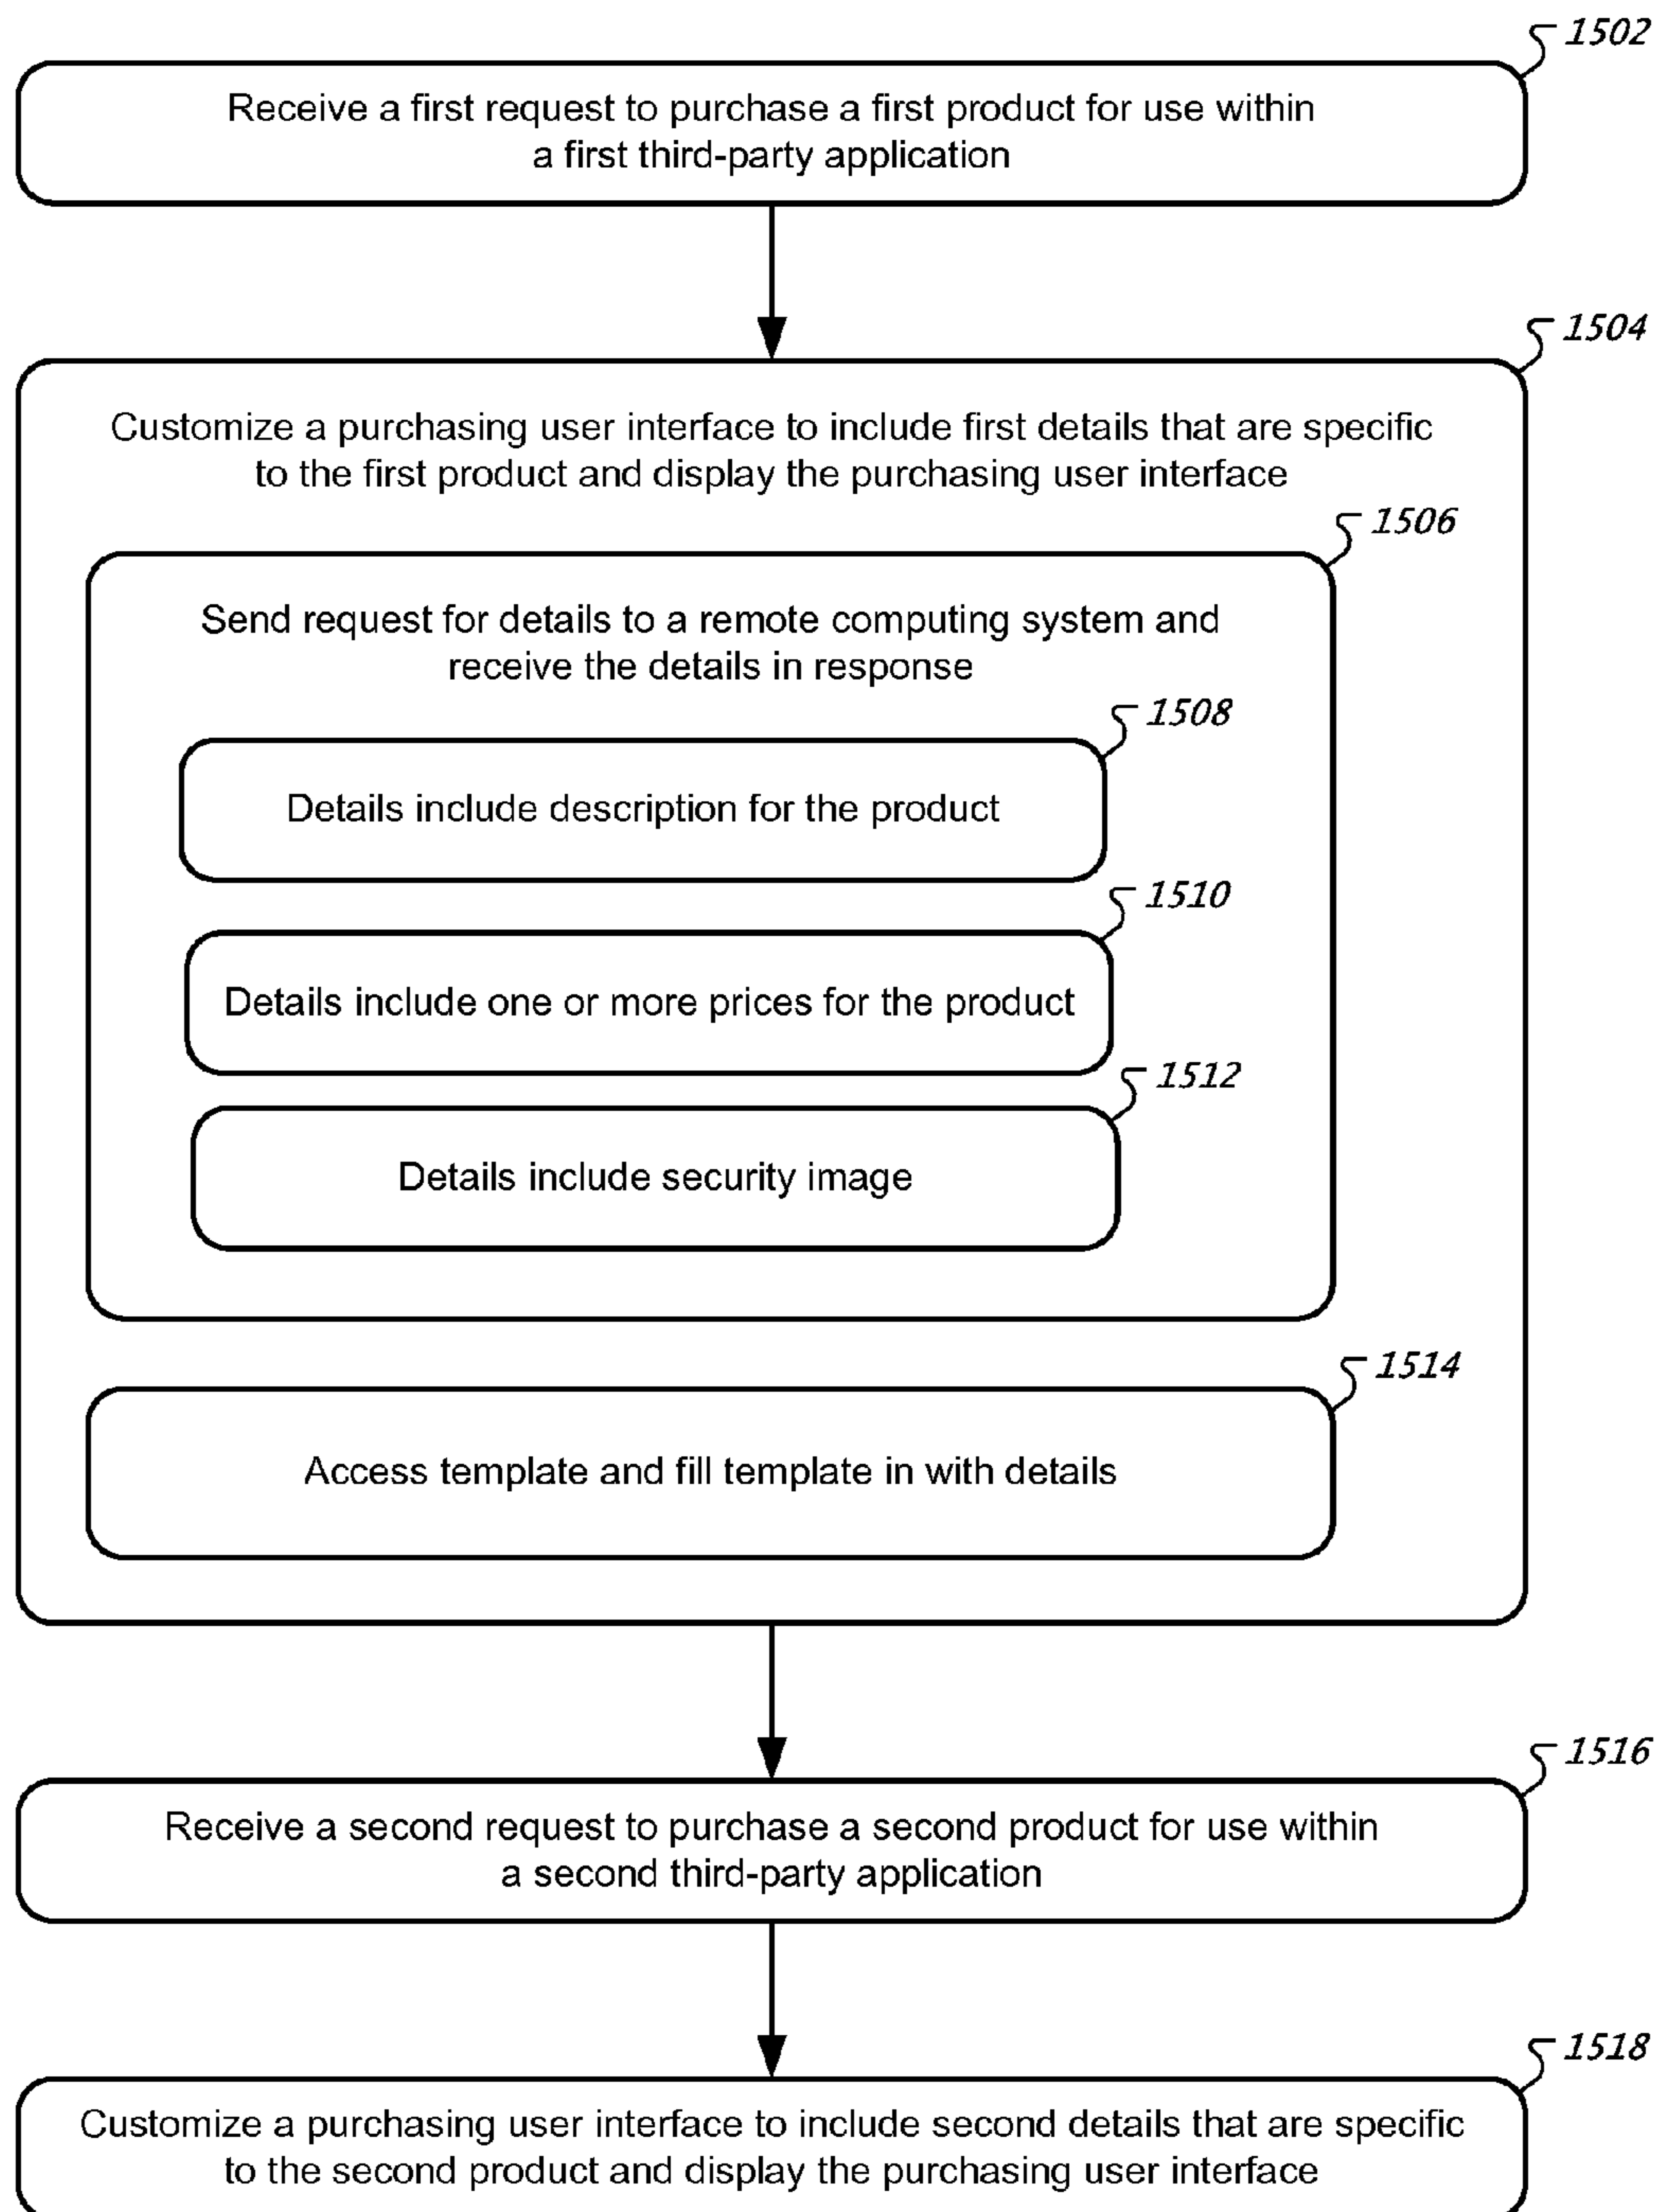 1502
Receive a first request to purchase a first product for use within
a first third-party application
1504
Customize a purchasing user interface to include first details that are specific
to the first product and display the purchasing user interface
1506
Send request for details to a remote computing system and
receive the details in response
1508
Details include description for the product
1510
Details include one or more prices for the product
1512
Details include security image
1514
Access template and fill template in with details
1516
Receive a second request to purchase a second product for use within
a second third-party application
1518
Customize a purchasing user interface to include second details that are specific
to the second product and display the purchasing user interface